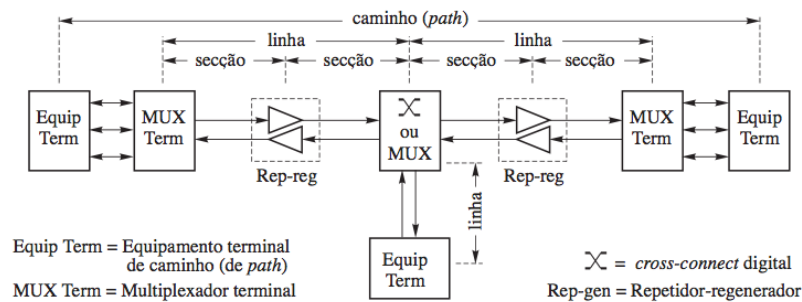 caminho (path)
linha linha
secção secção secção secção
Equip Term
MUX Term
ou MUX
MUX Term
Equip Term
Rep-reg
Rep-reg
linha
Equip Term
Equip Term = Equipamento terminal
de caminho (de path)
MUX Term = Multiplexador terminal
= cross-connect digital
Rep-gen = Repetidor-regenerador